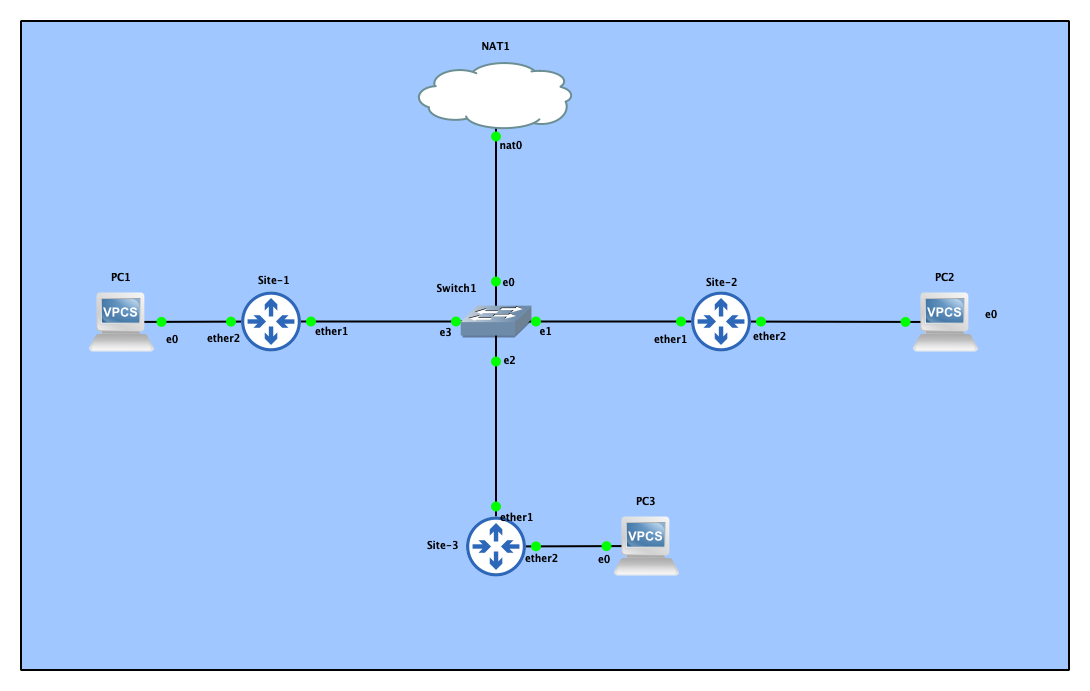 NAT1
nat0
PC1
Site-1
Switch1
e0
Site-2
PC2
VPCS
VPCS
e0
e0
ether2
ether1
e3
e1
ether1
ether2
e2
PC3
ether1
VPCS
Site-3
ether2
e0